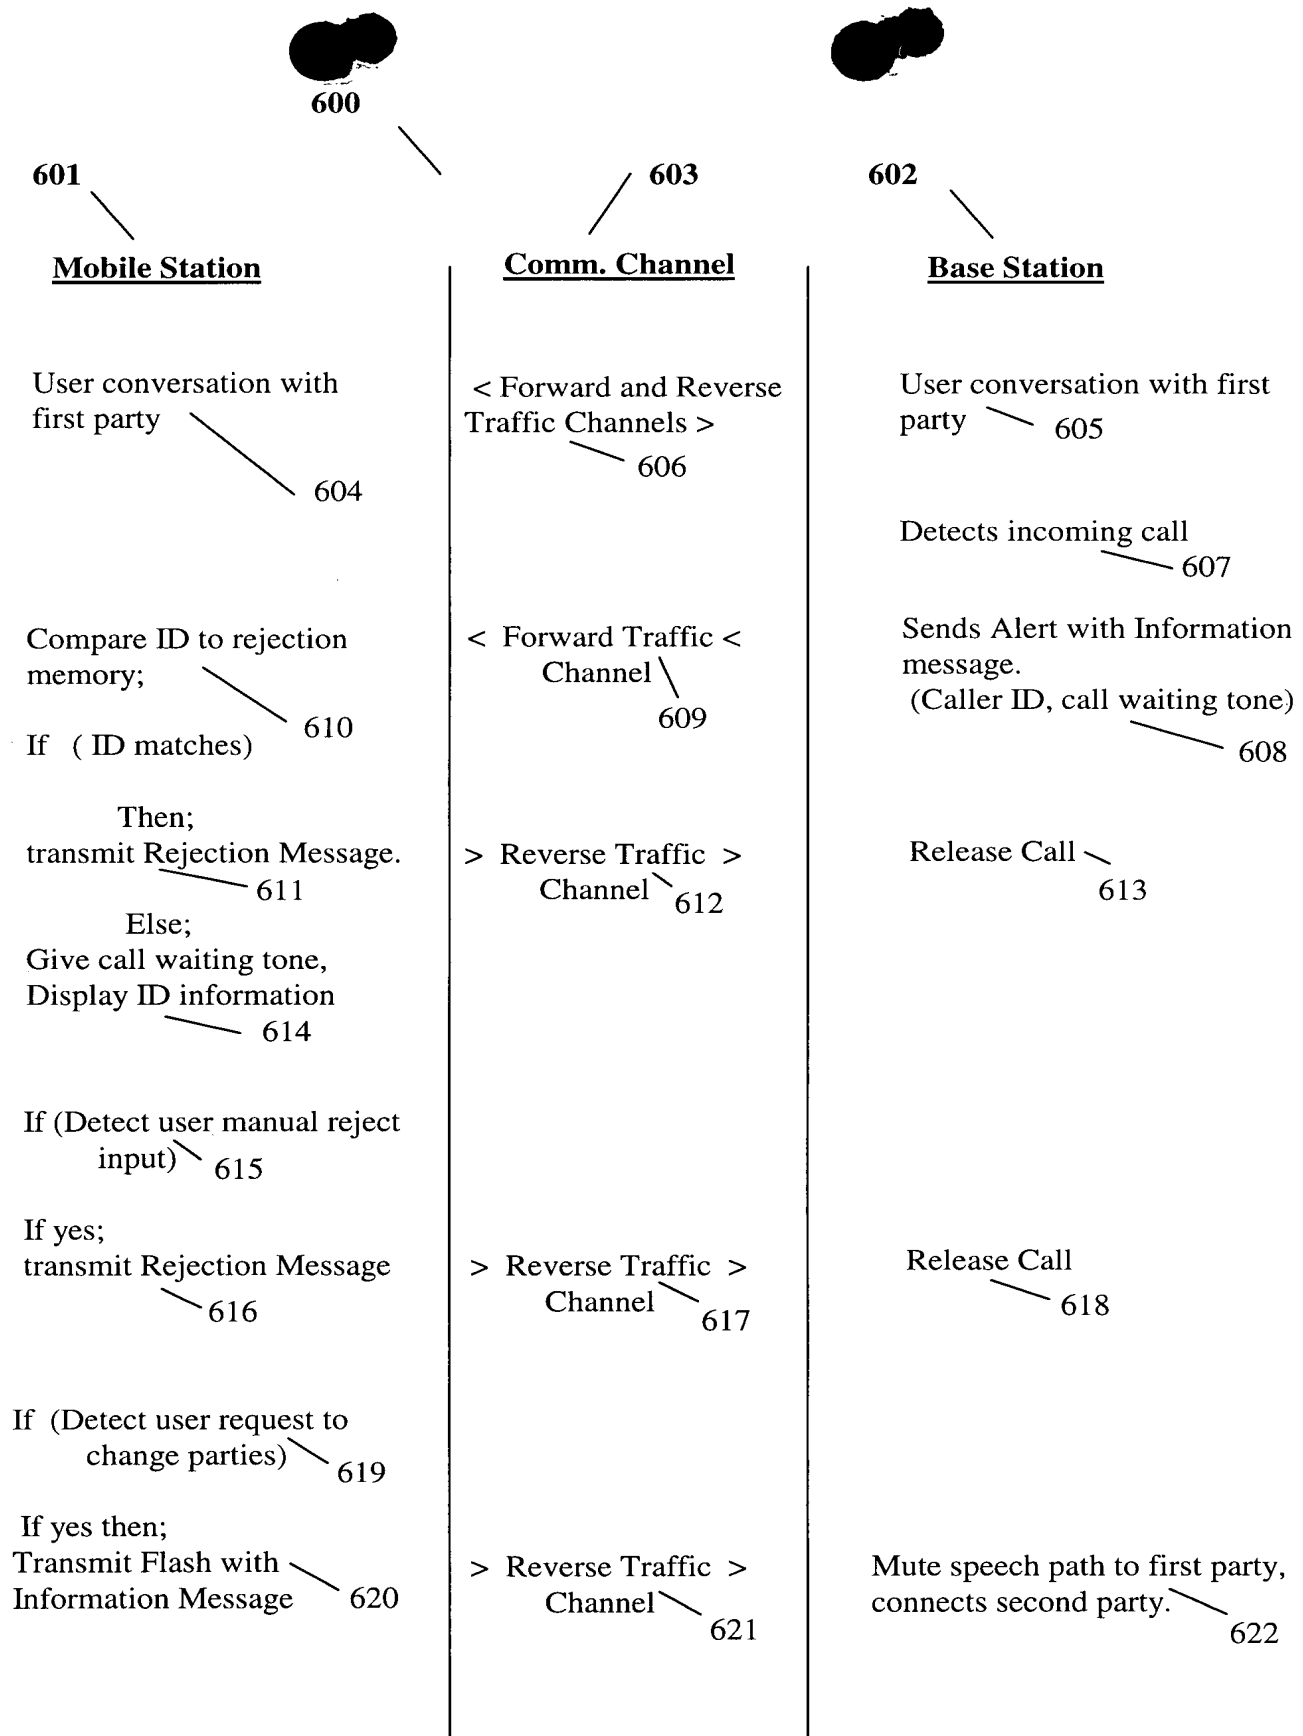 600
601
603
602
Mobile Station
Comm. Channel
Base Station
User conversation with
first party
604
< Forward and Reverse
Traffic Channels >
606
User conversation with first
party
605
Detects incoming call
607
Compare ID to rejection
memory;
610
If ( ID matches)
< Forward Traffic <
Channel
609
Sends Alert with Information
message.
(Caller ID, call waiting tone)
608
Then;
transmit Rejection Message.
611
> Reverse Traffic >
Channel
612
Release Call
613
Else;
Give call waiting tone,
Display ID information
614
If (Detect user manual reject
input)
615
If yes;
transmit Rejection Message
616
> Reverse Traffic >
Channel
617
Release Call
618
If (Detect user request to
change parties)
619
If yes then;
Transmit Flash with
Information Message
620
> Reverse Traffic >
Channel
621
Mute speech path to first party,
connects second party.
622